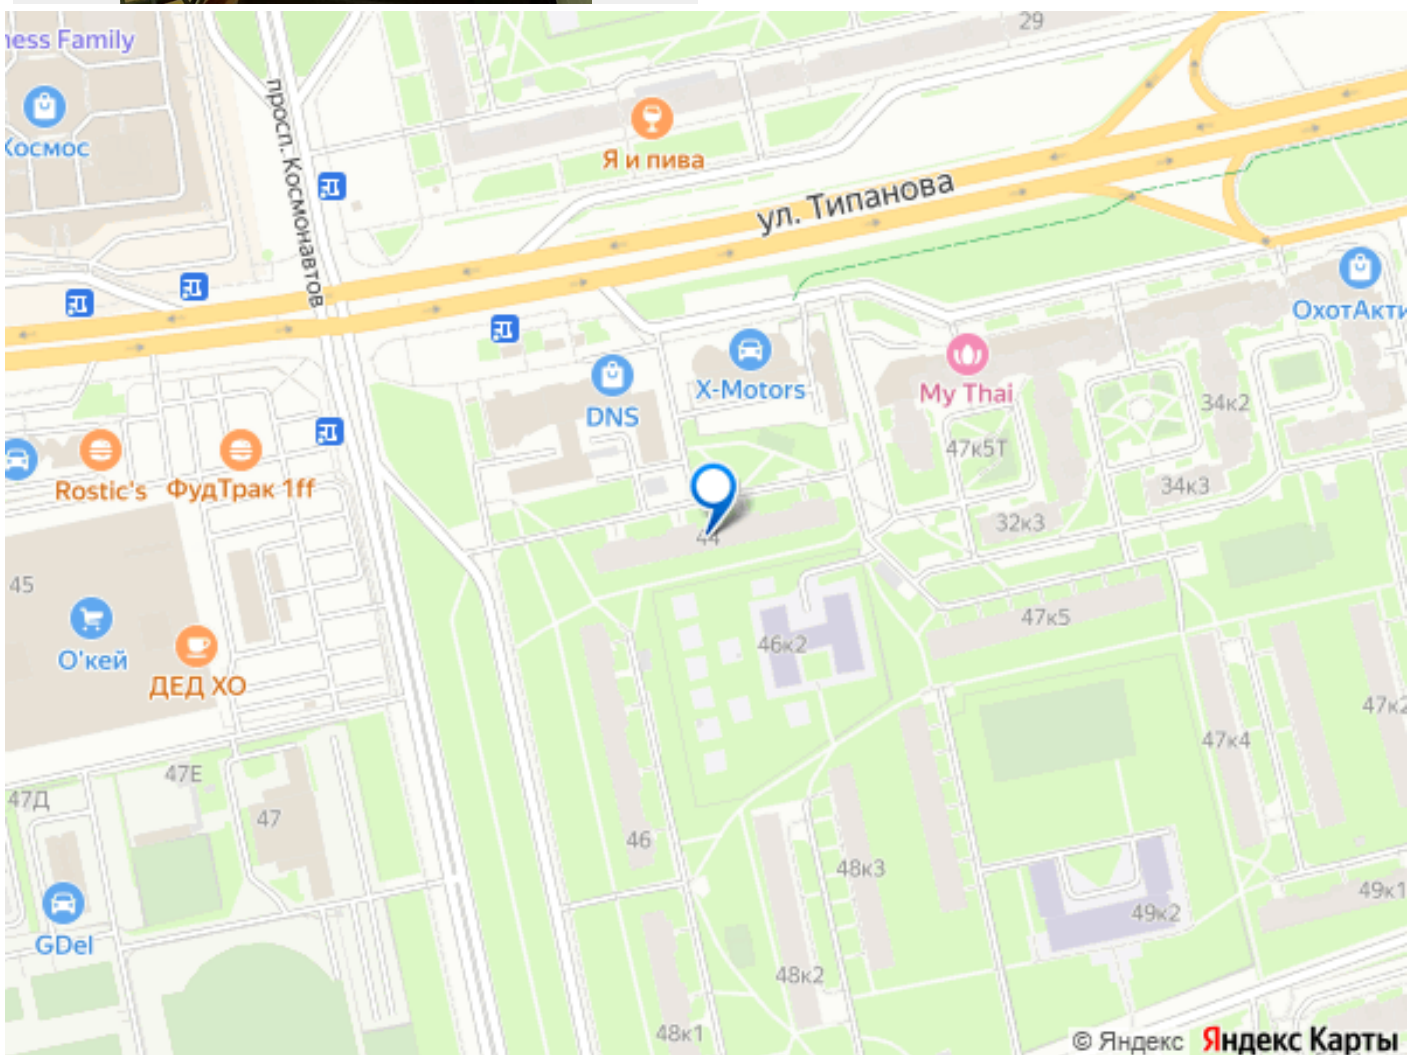 ness Family
29
Космос
просп. Космонавтов
Я и пива
ул. Типанова
ОхотАкти
X-Motors
My Thai
DNS
34к2
47к5Т
Rostic's
ФудТрак 1ff
34к3
32к3
44
45
О'кей
ДЕД ХО
46к2
47к5
47к2
47к4
47Е
47Д
47
46
48к3
49к1
49к2
GDel
48к2
48к1
© Яндекс Яндекс Карты